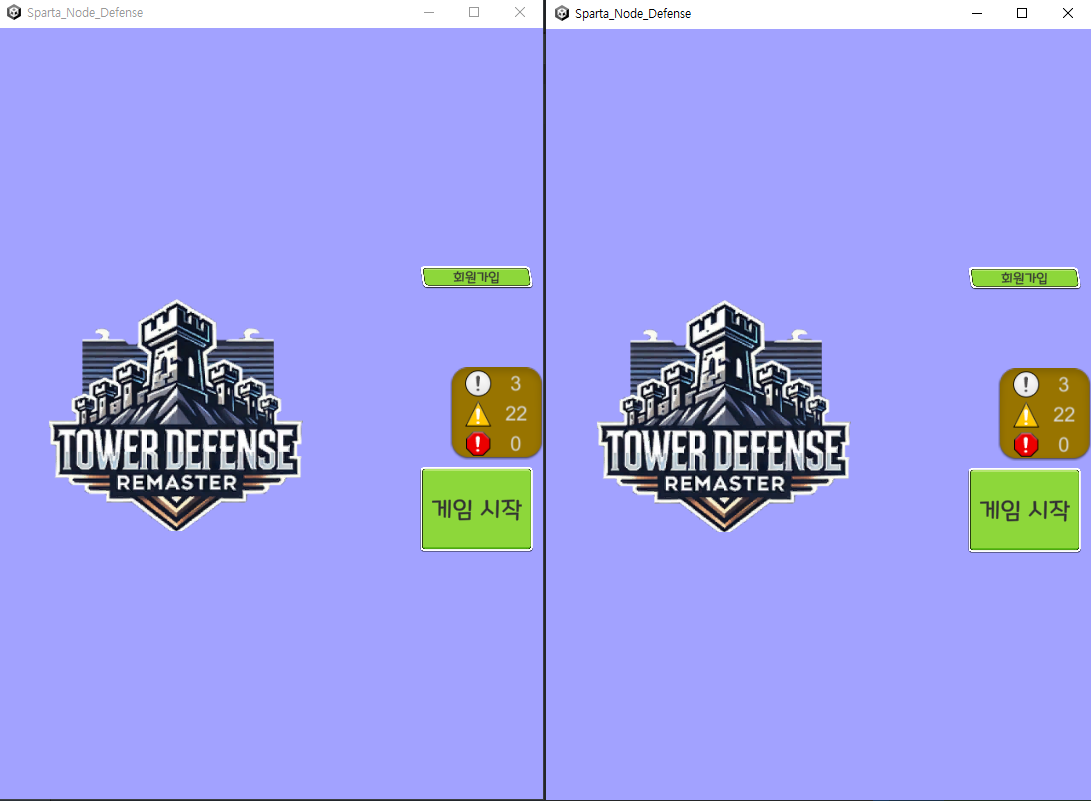 Sparta_Node_Defense
회원가입
3
22
0
TOWER DEFENSE
REMASTER
게임 시작
Sparta_Node_Defense
회원가입
3
22
0
TOWER DEFENSE
REMASTER
게임 시작